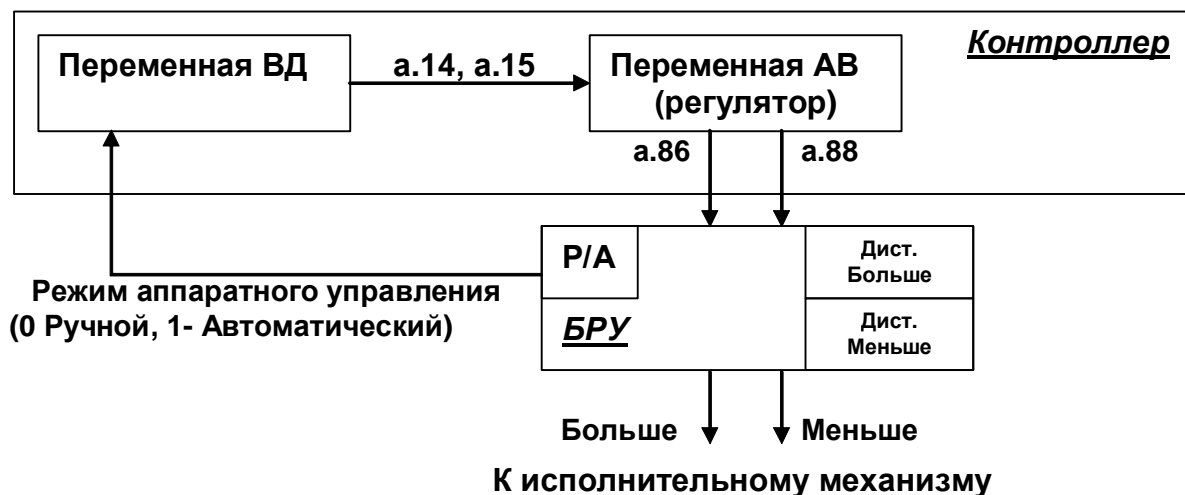 Контроллер
Переменная ВД
а.14, а.15
Переменная АВ
(регулятор)
а.86
а.88
Р/А
Дист.
Больше
Режим аппаратного управления
(0 Ручной, 1- Автоматический)
БРУ
Дист.
Меньше
Больше
Меньше
К исполнительному механизму